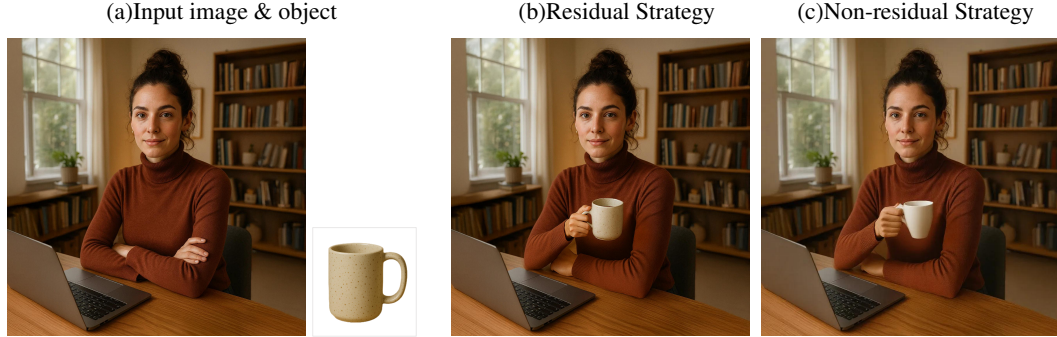 (a)Input image & object
(b)Residual Strategy
(c)Non-residual Strategy